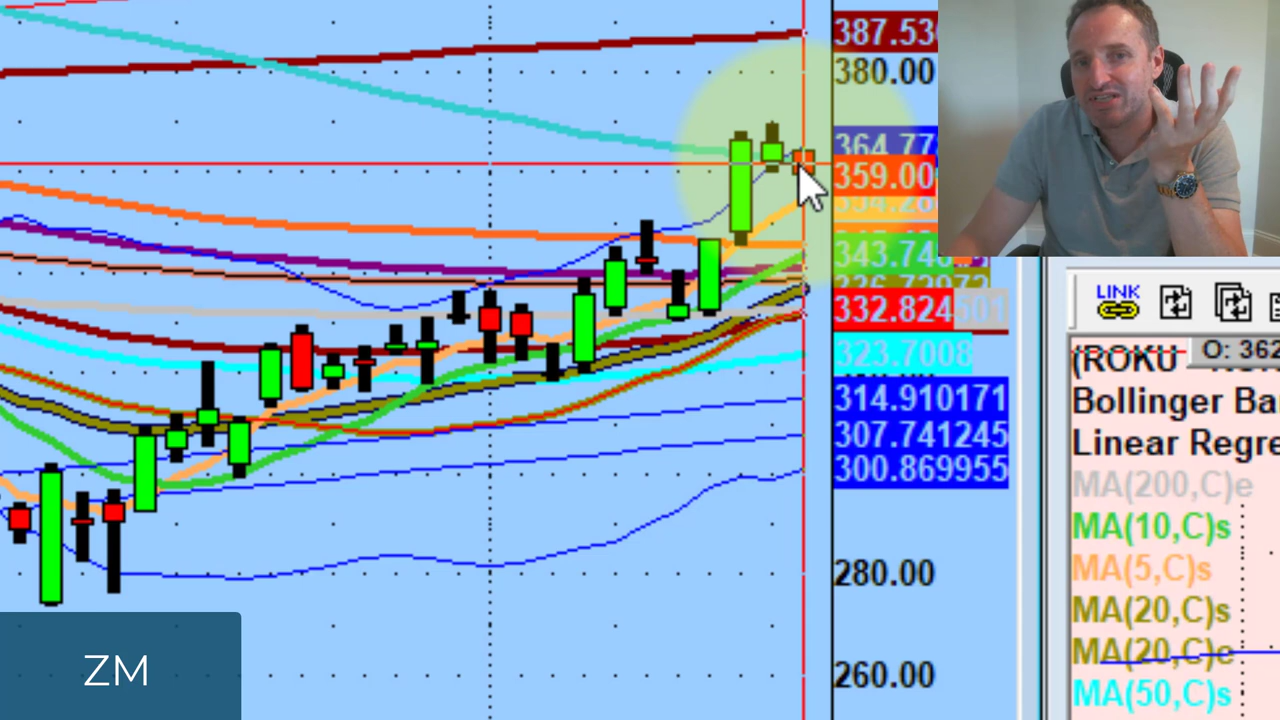 387.53
380.00
364.77
359.00
343.74
332.824
323.7008
314.910171
307.741245
300.869955
280.00
260.00
ZM
LINK
(ROKU
O: 362
Bollinger Ba
Linear Regre
MA(200,C)e
MA(10,C)s
MA(5,C)s
MA(20,C)s
MA(20,C)e
MA(50,C)s